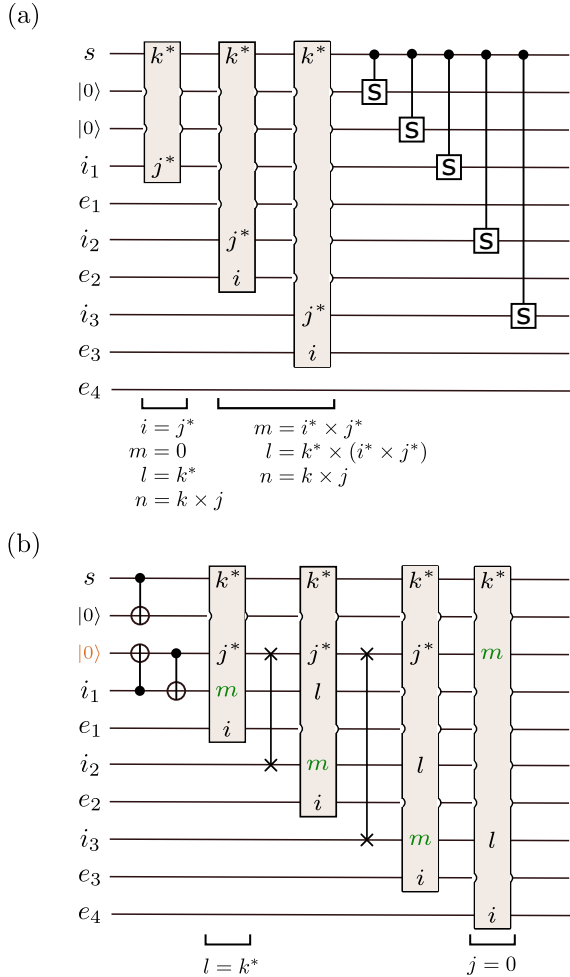 (a)
s k* k* k*
|0⟩ S
|0⟩ S
i₁ j* S
e₁
i₂ j* S
e₂ i
i₃ j* S
e₃ i
e₄
i = j*
m = 0
l = k*
n = k × j
m = i* × j*
l = k* × (i* × j*)
n = k × j
(b)
s k* k* k* k*
|0⟩
|0⟩ j* j* j* m
i₁ m l
e₁ i
i₂ m l
e₂ i
i₃ m l
e₃ i
e₄ i
l = k*
j = 0